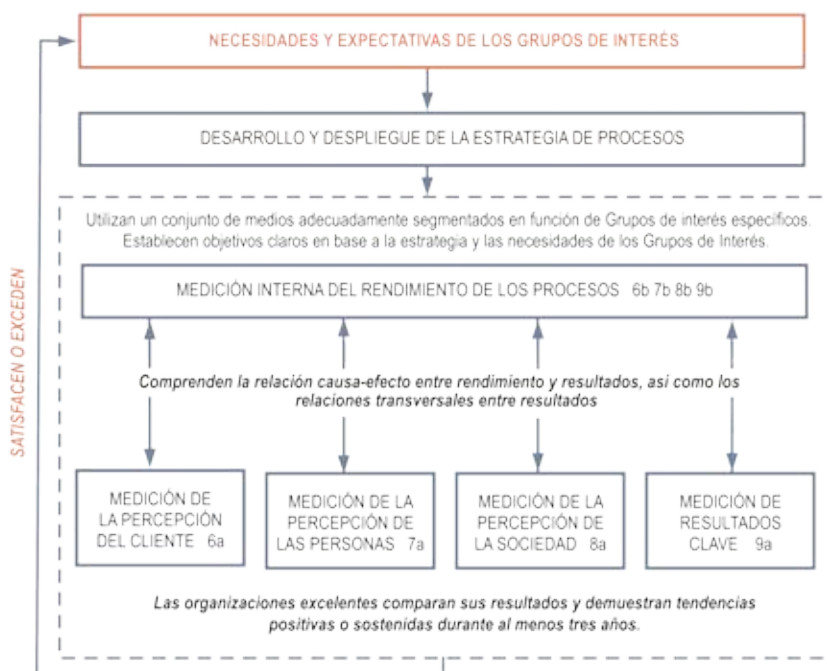 NECESIDADES Y EXPECTATIVAS DE LOS GRUPOS DE INTERÉS
DESARROLLO Y DESPLIEGUE DE LA ESTRATEGIA DE PROCESOS
Utilizan un conjunto de medios adecuadamente segmentados en función de Grupos de interés específicos.
Establecen objetivos claros en base a la estrategia y las necesidades de los Grupos de Interés.
MEDICIÓN INTERNA DEL RENDIMIENTO DE LOS PROCESOS 6b 7b 8b 9b
SATISFACEN O EXCEDEN
Comprenden la relación causa-efecto entre rendimiento y resultados, así como los
relaciones transversales entre resultados
MEDICIÓN DE
LA PERCEPCIÓN
DEL CLIENTE 6a
MEDICIÓN DE LA
PERCEPCIÓN DE
LAS PERSONAS 7a
MEDICIÓN DE LA
PERCEPCIÓN DE
LA SOCIEDAD 8a
MEDICIÓN DE
RESULTADOS
CLAVE 9a
Las organizaciones excelentes comparan sus resultados y demuestran tendencias
positivas o sostenidas durante al menos tres años.